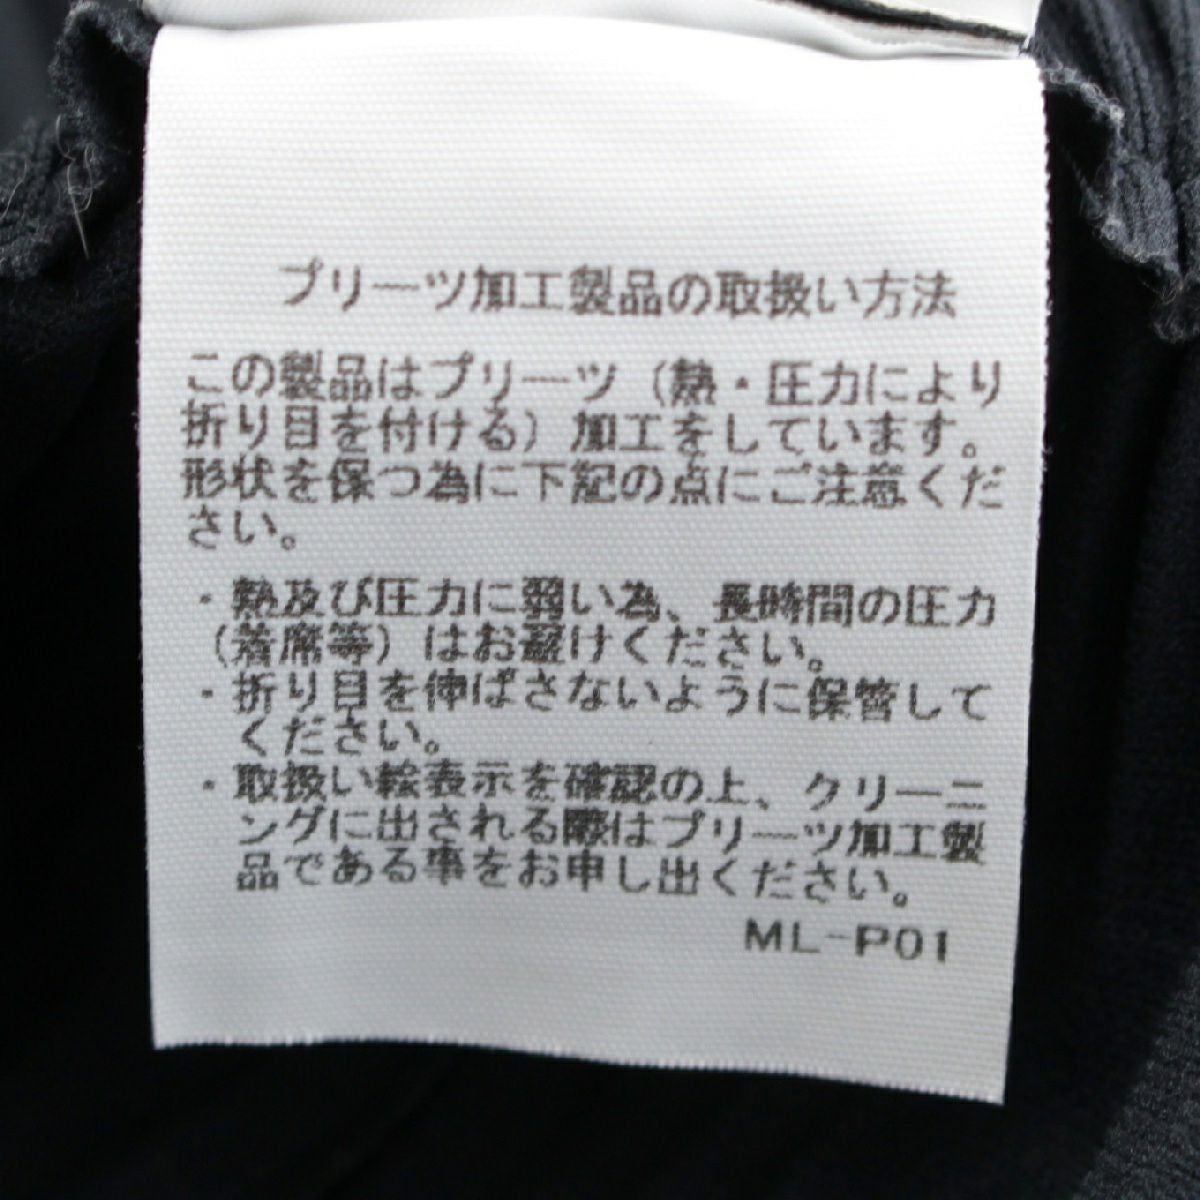 プリーツ加工製品の取扱い方法
この製品はプリーツ（熱・圧力により
折り目を付ける）加工をしています。
形状を保つ為に下記の点にご注意くだ
さい。
・熱及び圧力に弱い為、長時間の圧力
（着席等）はお避けください。
・折り目を伸ばさないように保管して
ください。
・取扱い絵表示を確認の上、クリーニ
ングに出される際はプリーツ加工製
品である事をお申し出ください。
ML-P01